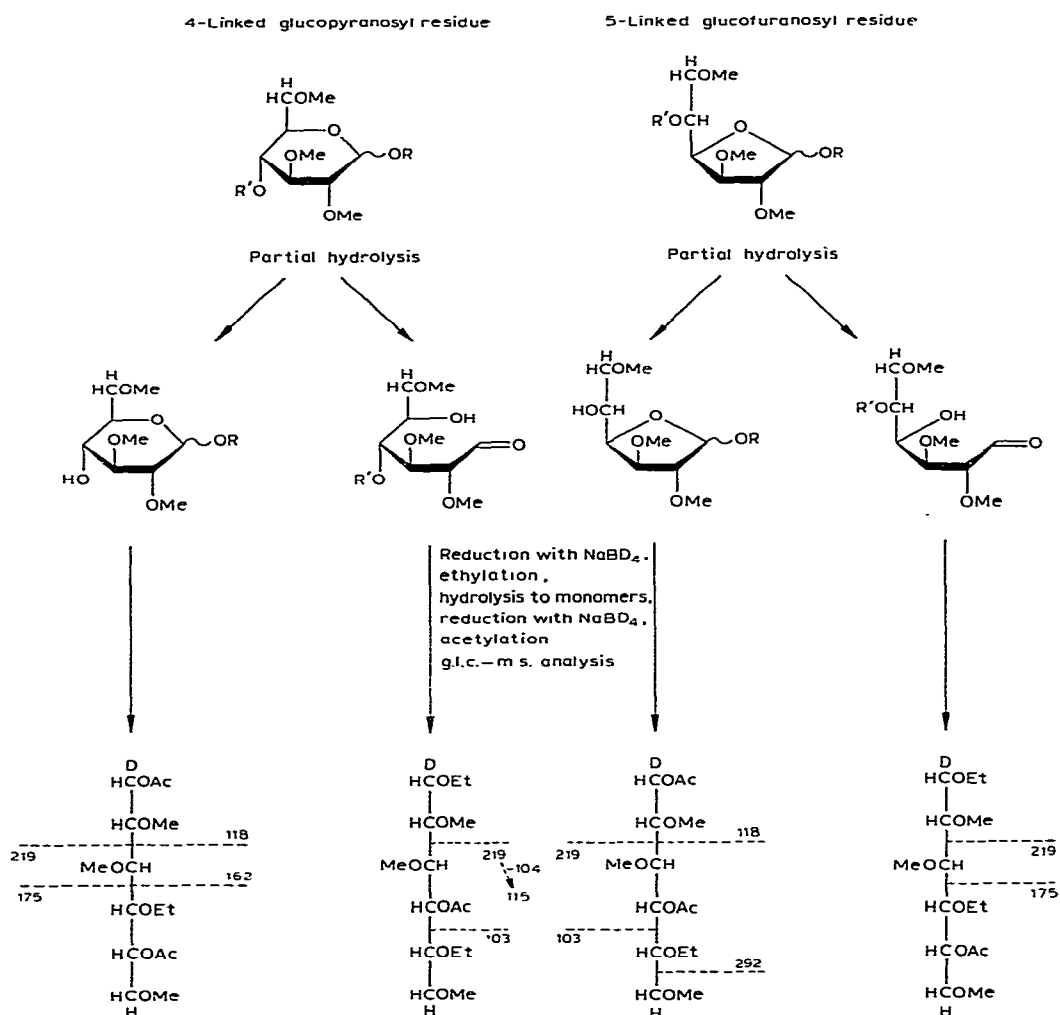 4-Linked glucopyranosyl residue
5-Linked glucofuranosyl residue
H
HCOMe
O
OMe
OR
R'O
OMe
H
HCOMe
R'OCH
O
OMe
OR
OMe
Partial hydrolysis
Partial hydrolysis
H
HCOMe
O
OMe
OR
HO
OMe
H
HCOMe
OH
OMe
O
R'O
OMe
H
HCOMe
HOCH
O
OMe
OR
OMe
H
HCOMe
R'OCH
OH
OMe
O
OMe
Reduction with NaBD4,
ethylation,
hydrolysis to monomers,
reduction with NaBD4,
acetylation
g.l.c.–m s. analysis
D
HCOAc
HCOMe
118
219
MeOCH
162
175
HCOEt
HCOAc
HCOMe
H
D
HCOEt
HCOMe
219
MeOCH
-104
115
HCOAc
103
HCOEt
HCOMe
H
D
HCOAc
HCOMe
118
219
MeOCH
HCOAc
103
HCOEt
292
HCOMe
H
D
HCOEt
HCOMe
219
MeOCH
175
HCOEt
HCOAc
HCOMe
H